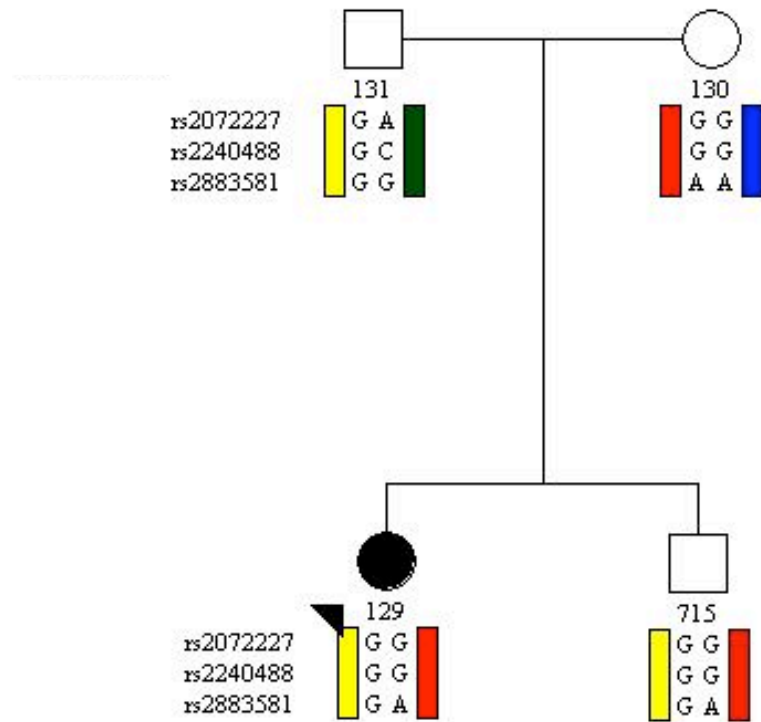 131 130
rs2072227 G A G G
rs2240488 G C G G
rs2883581 G G A A
129 715
rs2072227 G G G G
rs2240488 G G G G
rs2883581 G A G A